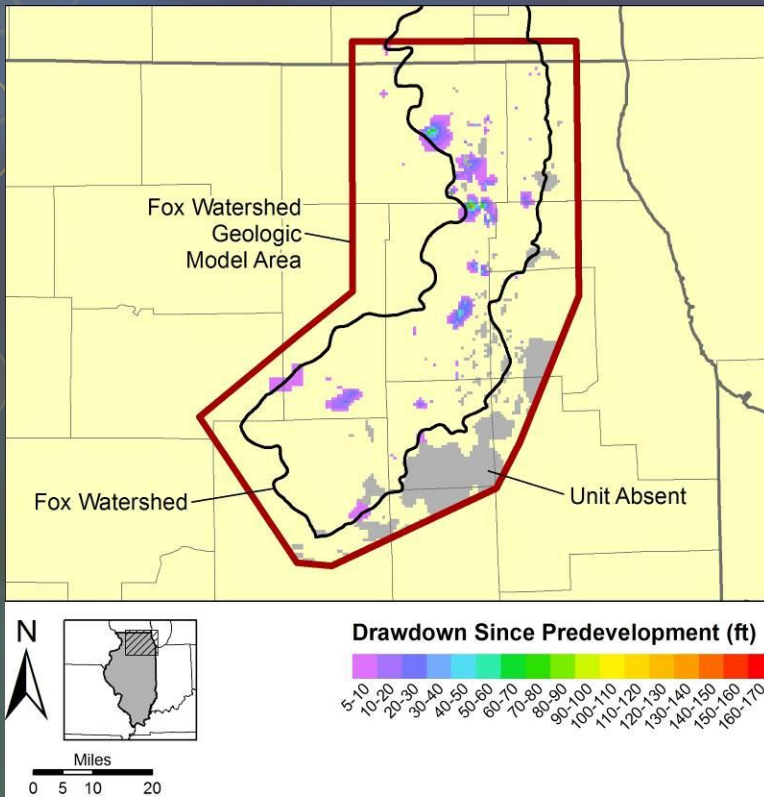 Fox Watershed
Geologic
Model Area
Fox Watershed
Unit Absent
N
Miles
0 5 10 20
Drawdown Since Predevelopment (ft)
5-10
10-20
20-30
30-40
40-50
50-60
60-70
70-80
80-90
90-100
100-110
110-120
120-130
130-140
140-150
150-160
160-170